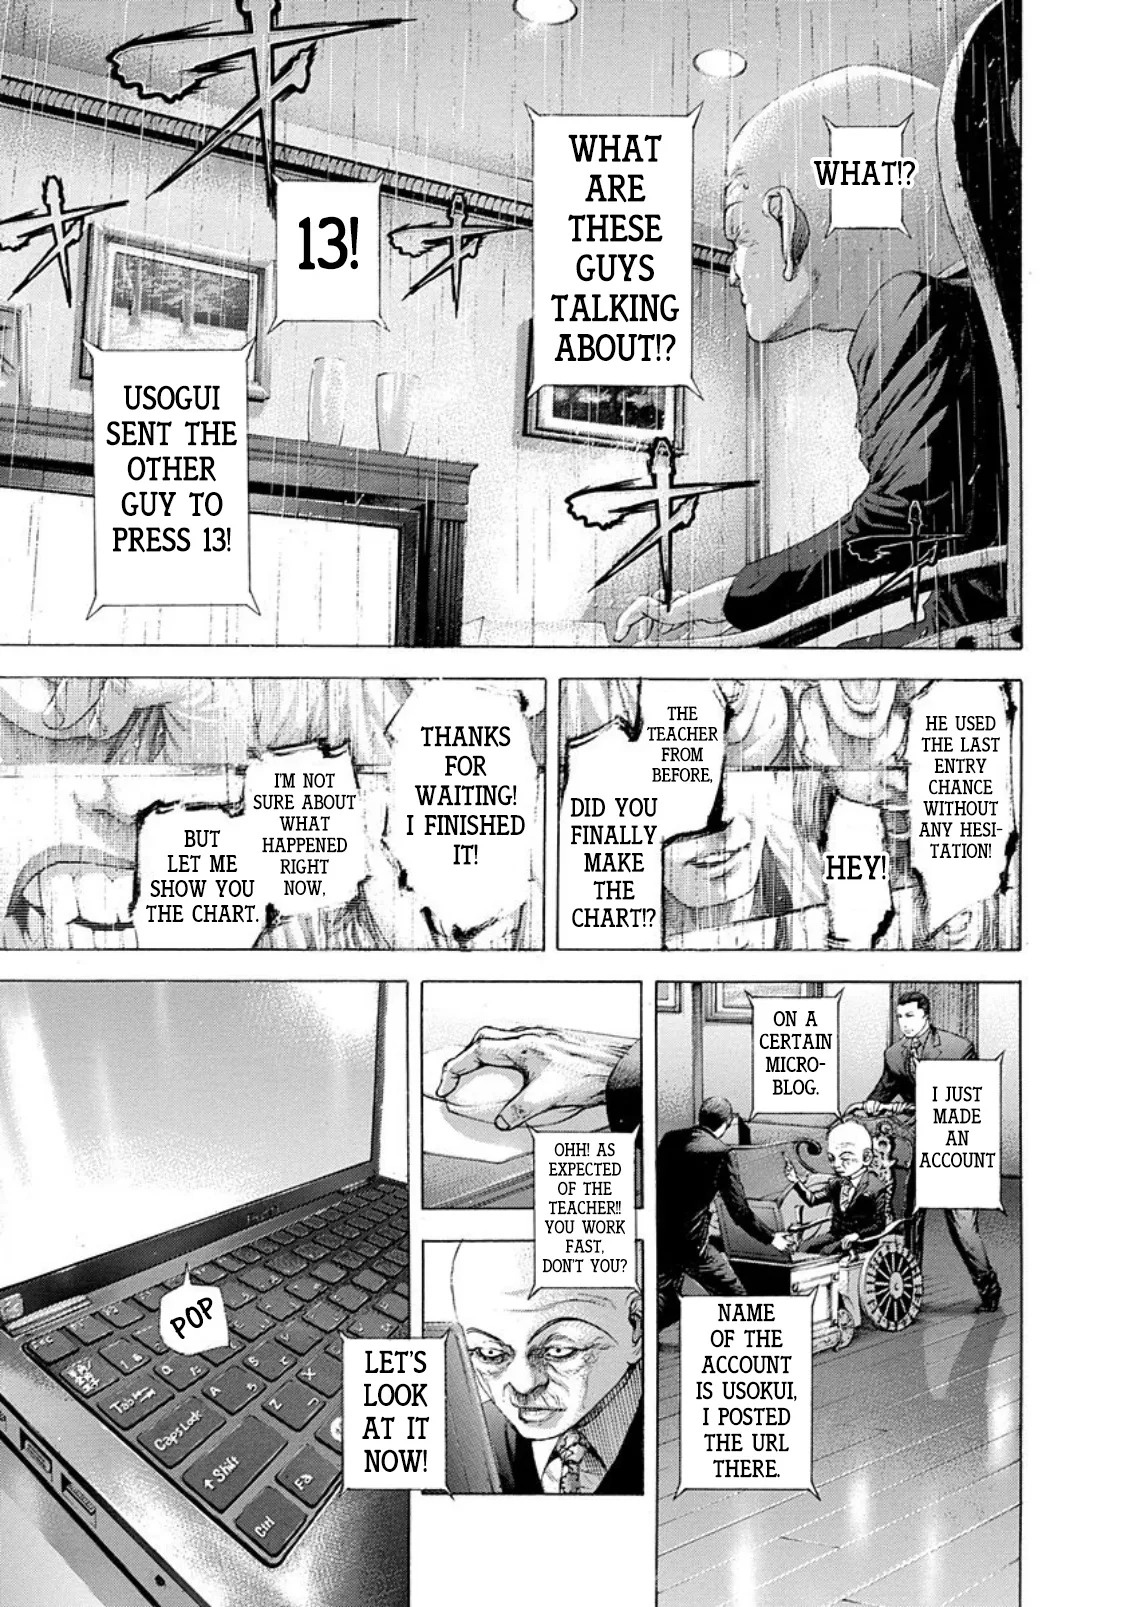 WHAT!?
WHAT
ARE
THESE
GUYS
TALKING
ABOUT!?
13!
USOGUI
SENT THE
OTHER
GUY TO
PRESS 13!
HE USED
THE LAST
ENTRY
CHANCE
WITHOUT
ANY HESI-
TATION!
HEY!
THE
TEACHER
FROM
BEFORE,
DID YOU
FINALLY
MAKE
THE
CHART!?
THANKS
FOR
WAITING!
I FINISHED
IT!
I'M NOT
SURE ABOUT
WHAT
HAPPENED
RIGHT
NOW,
BUT
LET ME
SHOW YOU
THE CHART.
I JUST
MADE
AN
ACCOUNT
ON A
CERTAIN
MICRO-
BLOG.
NAME
OF THE
ACCOUNT
IS USOKUI,
I POSTED
THE URL
THERE.
OHH! AS
EXPECTED
OF THE
TEACHER!!
YOU WORK
FAST,
DON'T YOU?
LET'S
LOOK
AT IT
NOW!
POP
Tab
Caps Lock
Shift
Ctrl